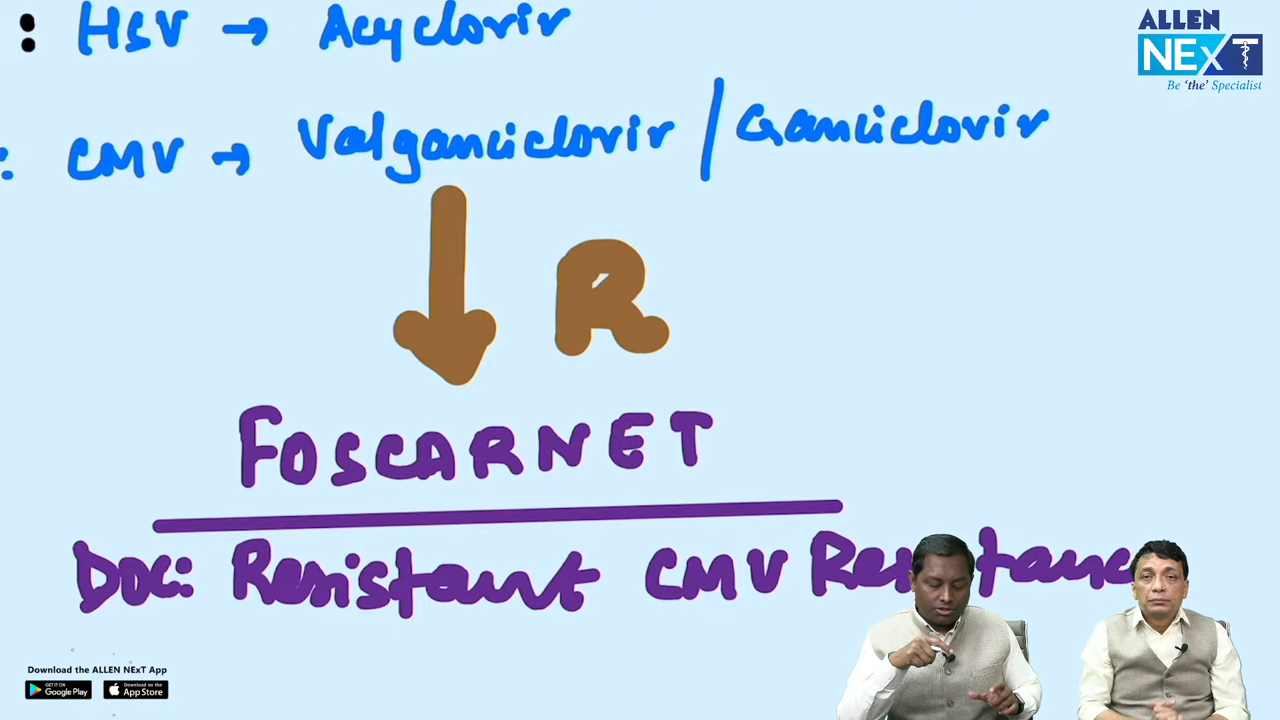 : HSV → Acyclovir
ALLEN
NExT
Be 'the' Specialist
: CMV → Valganciclovir / Ganciclovir
R
FOSCARNET
DOC: Resistant CMV
Download the ALLEN NExT App
GET IT ON
Google Play
Download on the
App Store